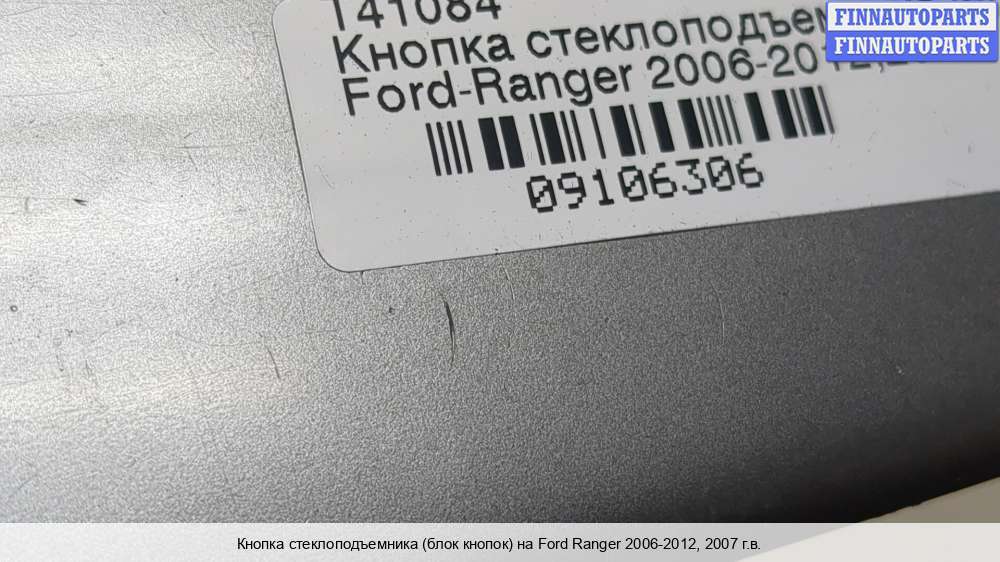 141084
Кнопка стеклоподъем
Ford-Ranger 2006-2012,
09106306
FINNAUTOPARTS
FINNAUTOPARTS
Кнопка стеклоподъемника (блок кнопок) на Ford Ranger 2006-2012, 2007 г.в.